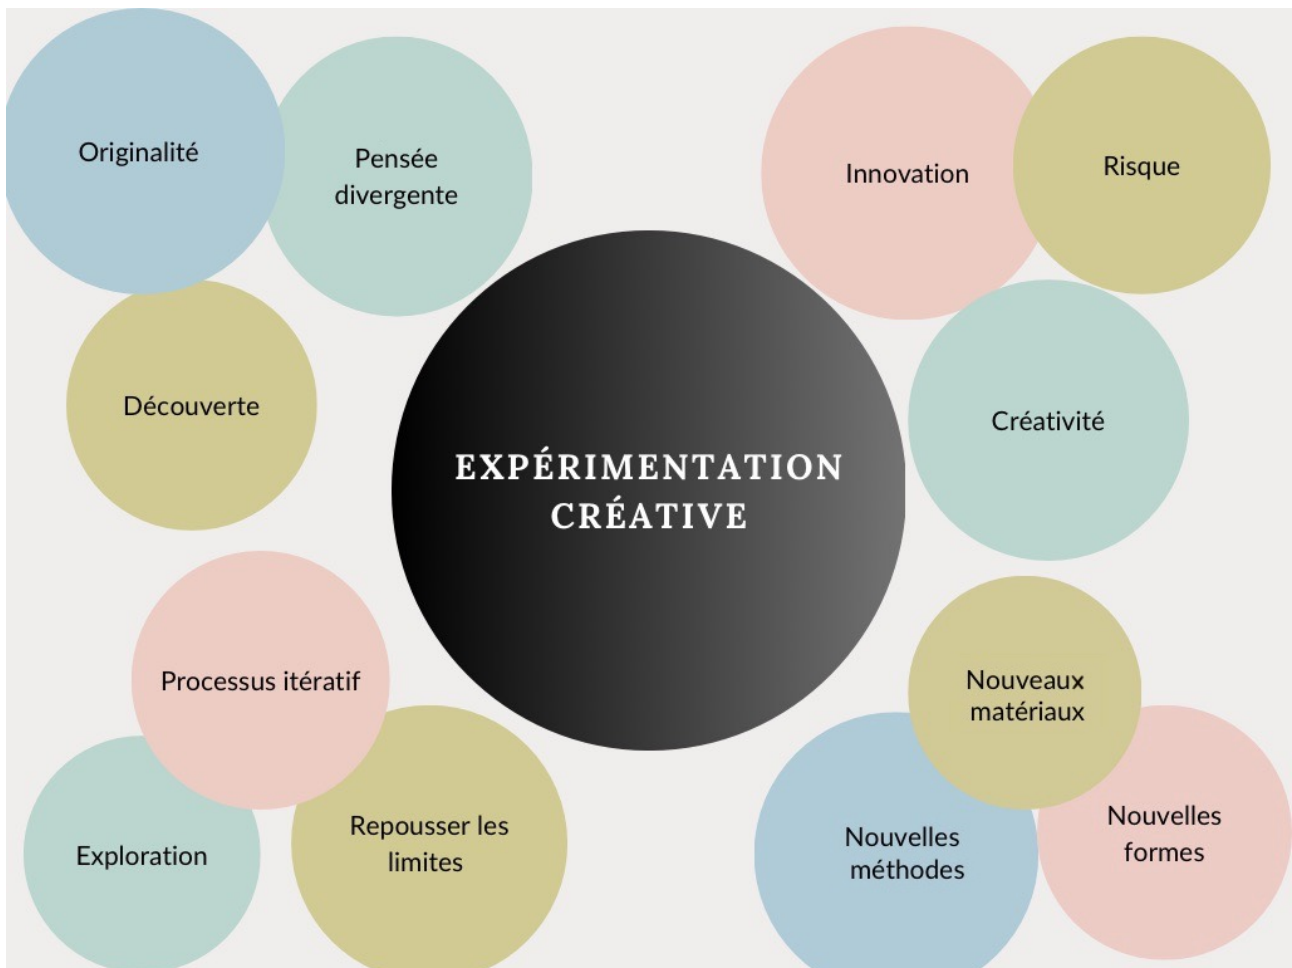 Originalité
Pensée
divergente
Innovation
Risque
Découverte
Créativité
EXPÉRIMENTATION
CRÉATIVE
Processus itératif
Nouveaux
matériaux
Exploration
Repousser les
limites
Nouvelles
méthodes
Nouvelles
formes